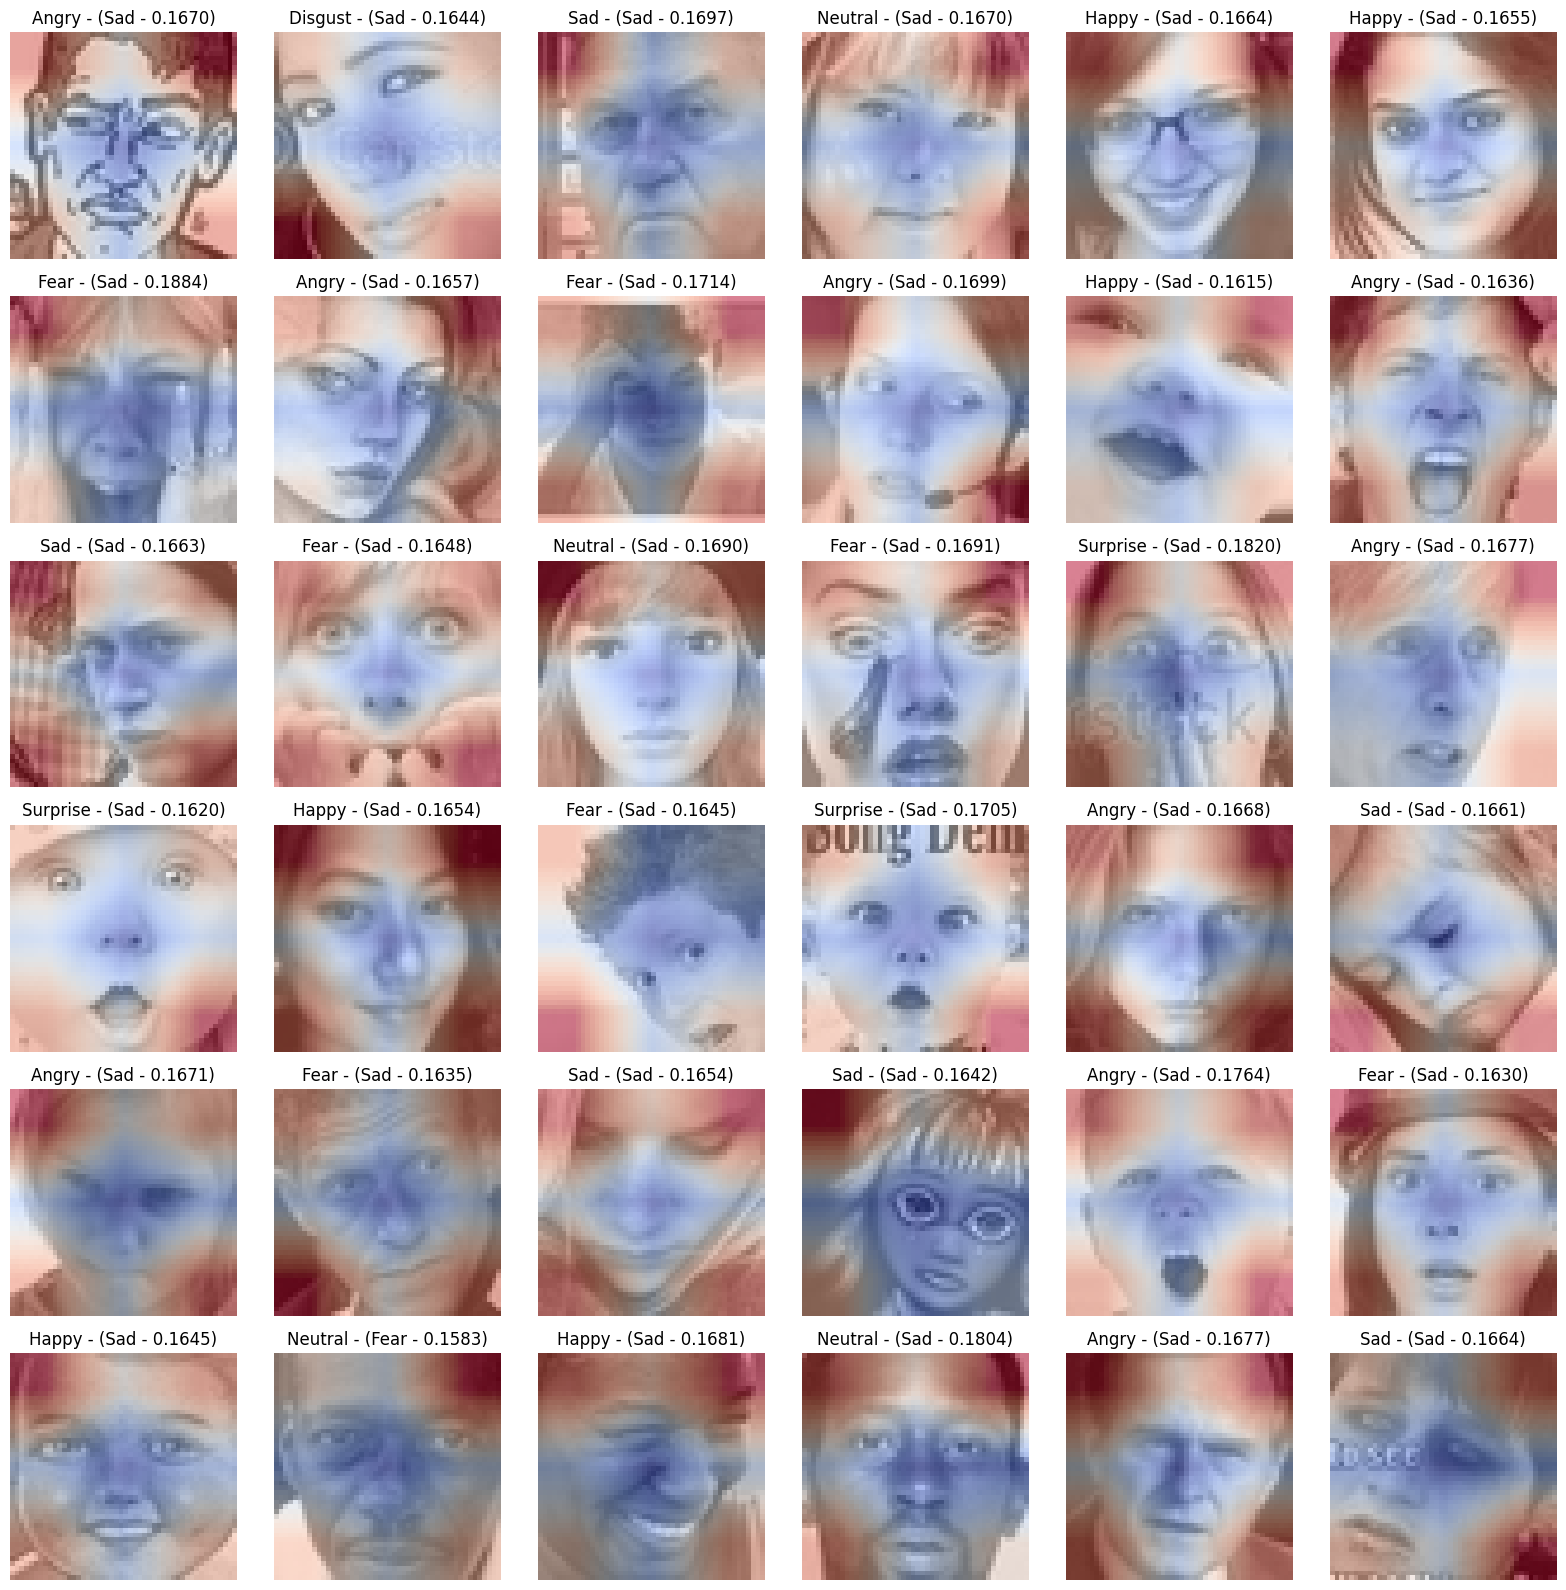 Angry - (Sad - 0.1670)
Disgust - (Sad - 0.1644)
Sad - (Sad - 0.1697)
Neutral - (Sad - 0.1670)
Happy - (Sad - 0.1664)
Happy - (Sad - 0.1655)
Fear - (Sad - 0.1884)
Angry - (Sad - 0.1657)
Fear - (Sad - 0.1714)
Angry - (Sad - 0.1699)
Happy - (Sad - 0.1615)
Angry - (Sad - 0.1636)
Sad - (Sad - 0.1663)
Fear - (Sad - 0.1648)
Neutral - (Sad - 0.1690)
Fear - (Sad - 0.1691)
Surprise - (Sad - 0.1820)
stock
Angry - (Sad - 0.1677)
Surprise - (Sad - 0.1620)
Happy - (Sad - 0.1654)
Fear - (Sad - 0.1645)
Surprise - (Sad - 0.1705)
Song Dem
Angry - (Sad - 0.1668)
Sad - (Sad - 0.1661)
Angry - (Sad - 0.1671)
Fear - (Sad - 0.1635)
Sad - (Sad - 0.1654)
Sad - (Sad - 0.1642)
Angry - (Sad - 0.1764)
Fear - (Sad - 0.1630)
Happy - (Sad - 0.1645)
Neutral - (Fear - 0.1583)
Happy - (Sad - 0.1681)
Neutral - (Sad - 0.1804)
Angry - (Sad - 0.1677)
Sad - (Sad - 0.1664)